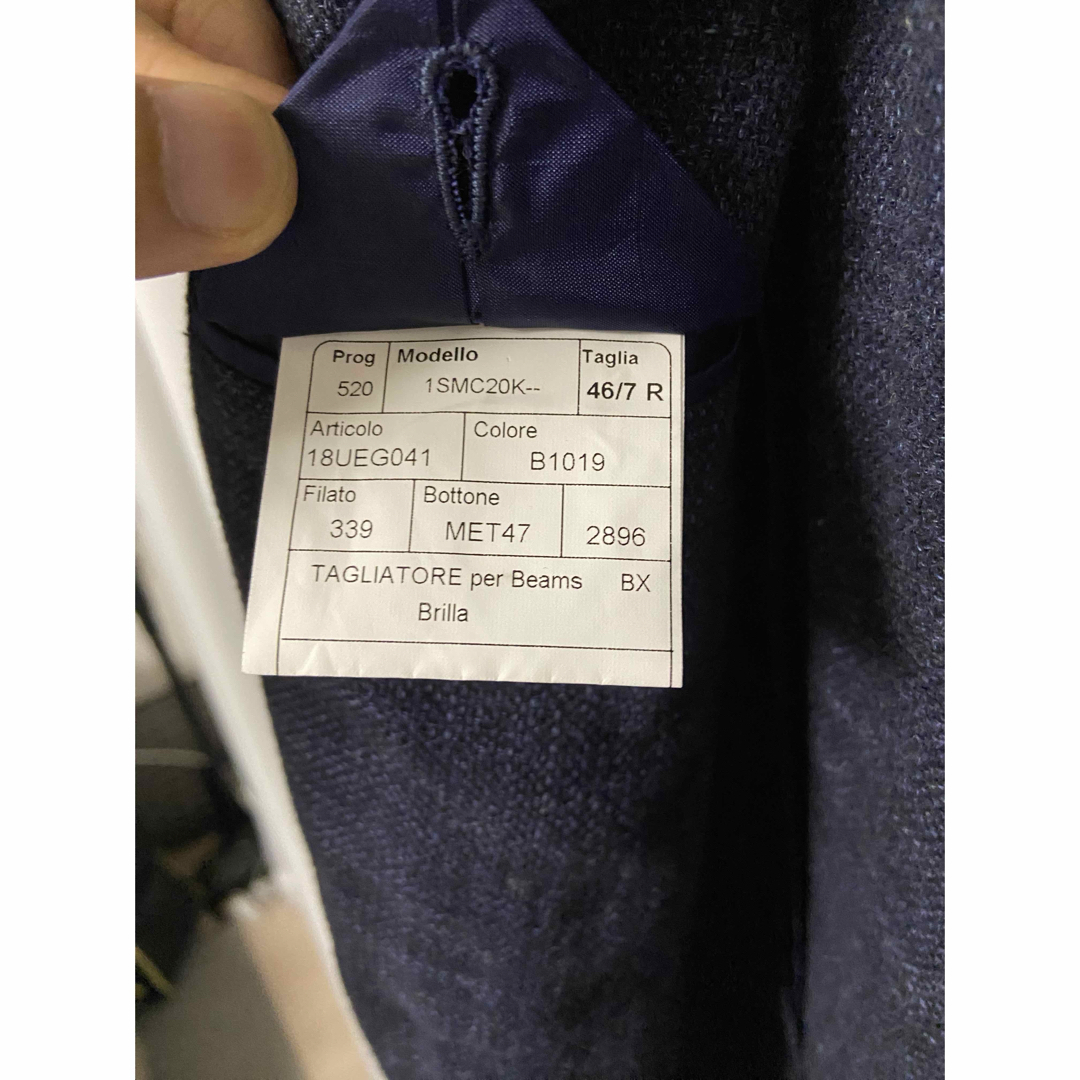 Prog Modello Taglia
520 1SMC20K-- 46/7 R
Articolo Colore
18UEG041 B1019
Filato Bottone
339 MET47 2896
TAGLIATORE per Beams BX
Brilla